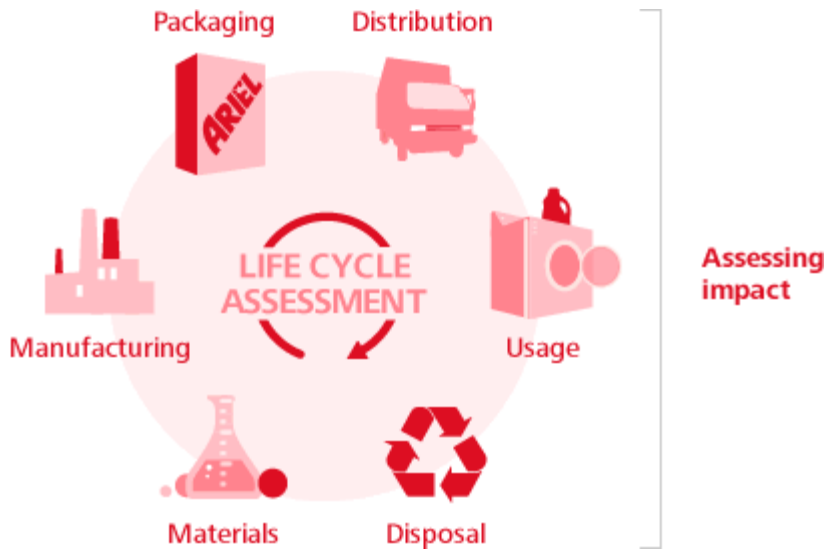 Packaging
Distribution
ARIEL
LIFE CYCLE
ASSESSMENT
Assessing
impact
Manufacturing
Usage
Materials
Disposal